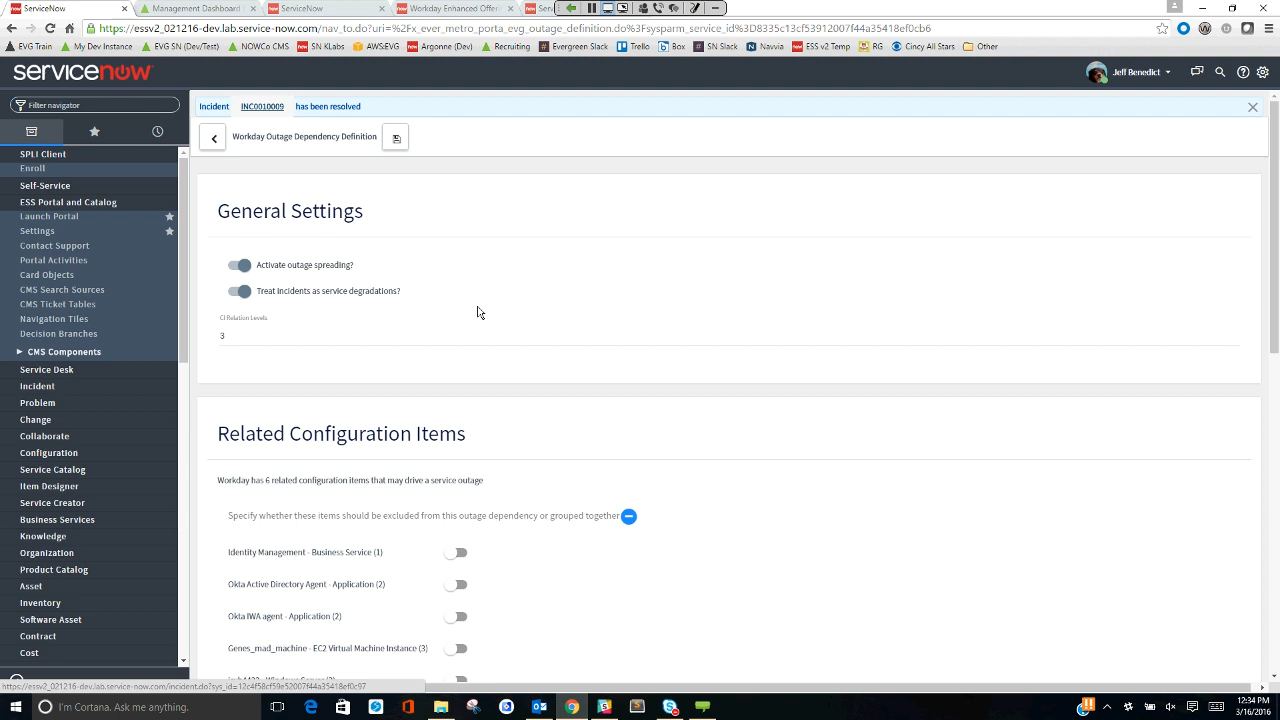 ServiceNow
Management Dashboard
ServiceNow
Workday Enhanced Offeri
https://essv2_021216-dev.lab.service-now.com/nav_to.do?uri=%2Fx_ever_metro_porta_evg_outage_definition.do%3Fsysparm_service_id%3D8335c13f0f253d00115e46ece1050e57%26sysparm_id%3D8335c13f0f253d00115e
EVG Train
My Instance
EVG SN (Dev/Test)
NOWCO CMS
SN KLabs
AWS:EVG
Argonne (Dev)
Recruiting
Evergreen Slack
Trello
Box
SN Slack
Navvia
ESS v2 Temp
RG
Cincy All Stars
Other
servicenow
Jeff Benedict
Filter navigator
Incident INC0010009 has been resolved
Workday Outage Dependency Definition
SPLI Client
Enroll
Self-Service
ESS Portal and Catalog
Launch Portal
Settings
Contact Support
Portal Activities
Card Objects
CMS Search Sources
CMS Ticket Tables
Navigation Tiles
Decision Branches
CMS Components
Service Desk
Incident
Problem
Change
Collaborate
Configuration
Service Catalog
Item Designer
Service Creator
Business Services
Knowledge
Organization
Product Catalog
Asset
Inventory
Software Asset
Contract
Cost
General Settings
Activate outage spreading?
Treat Incidents as service degradations?
CI Relation Levels
3
Related Configuration Items
Workday has 6 related configuration items that may drive a service outage
Specify whether these items should be excluded from this outage dependency or grouped together
Identity Management - Business Service (1)
Okta Active Directory Agent - Application (2)
Okta IWA agent - Application (2)
Genes_mad_machine - EC2 Virtual Machine Instance (3)
https://essv2_021216-dev.lab.service-now.com/incident.do?sys_id=12c4f58cf59e52007f44a35418ef0c97
I'm Cortana. Ask me anything.
12:34 PM
3/16/2016